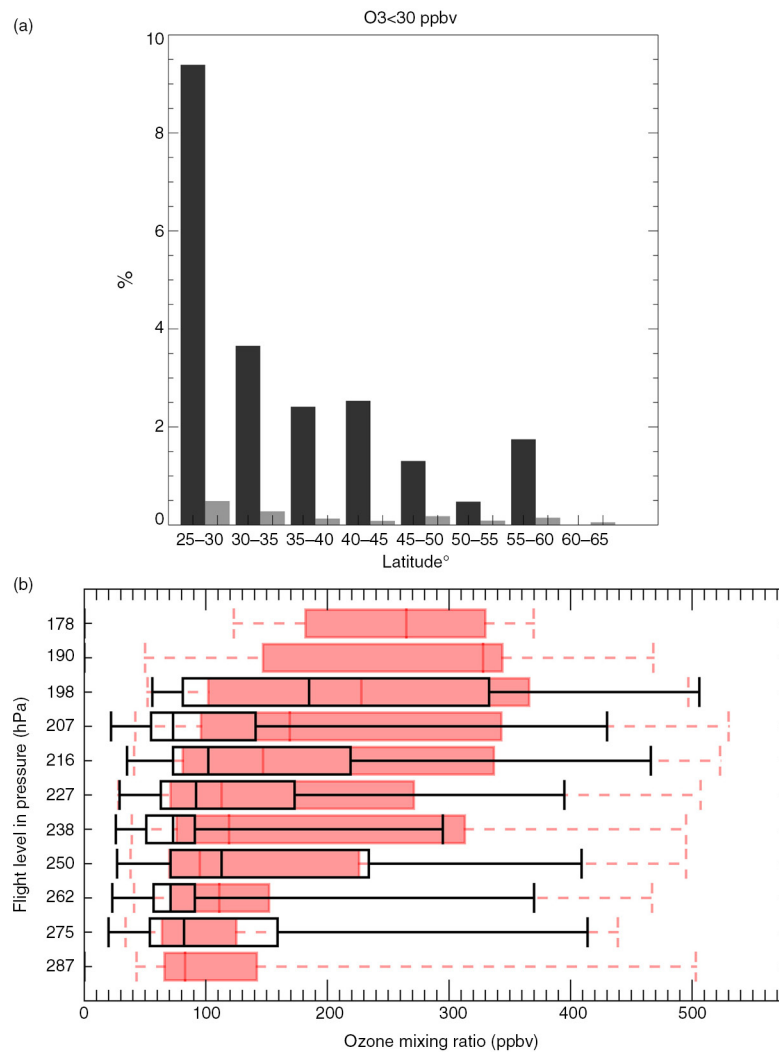 (a)
O3<30 ppbv
10
8
6
4
2
0
%
25–30 30–35 35–40 40–45 45–50 50–55 55–60 60–65
Latitude°
(b)
178
190
198
207
216
227
238
250
262
275
287
Flight level in pressure (hPa)
0 100 200 300 400 500
Ozone mixing ratio (ppbv)